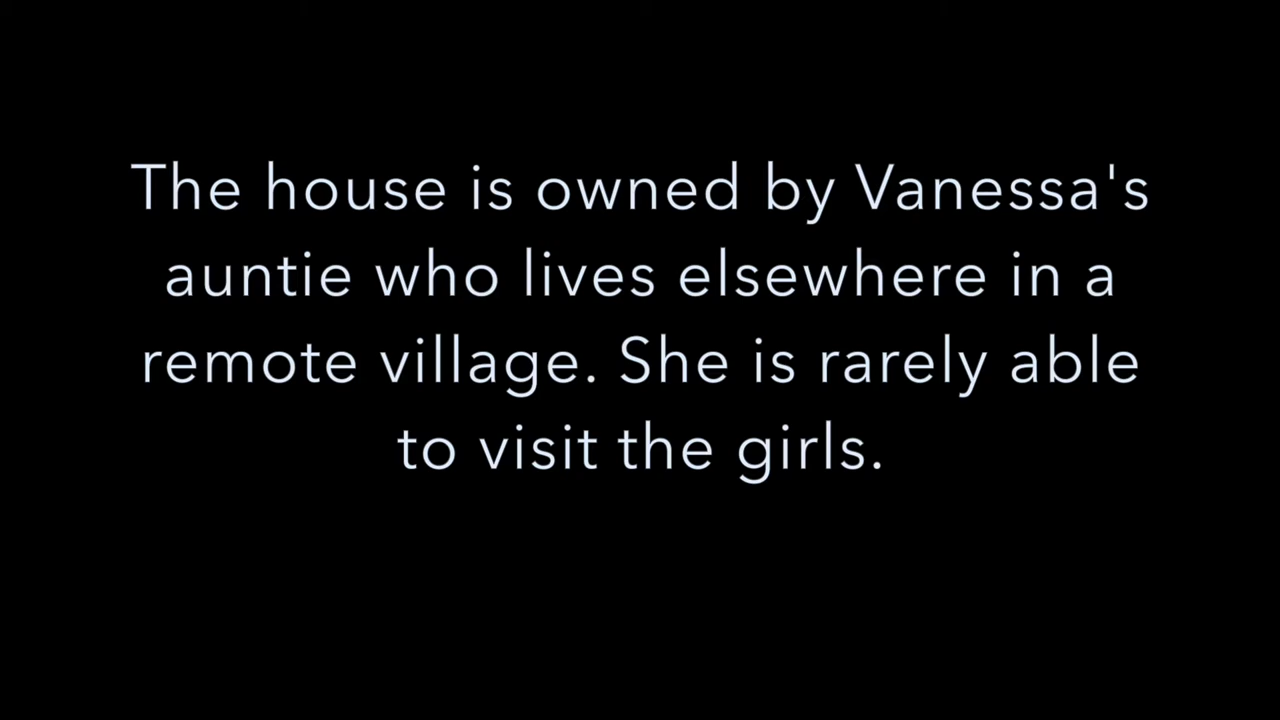 The house is owned by Vanessa's
auntie who lives elsewhere in a
remote village. She is rarely able
to visit the girls.